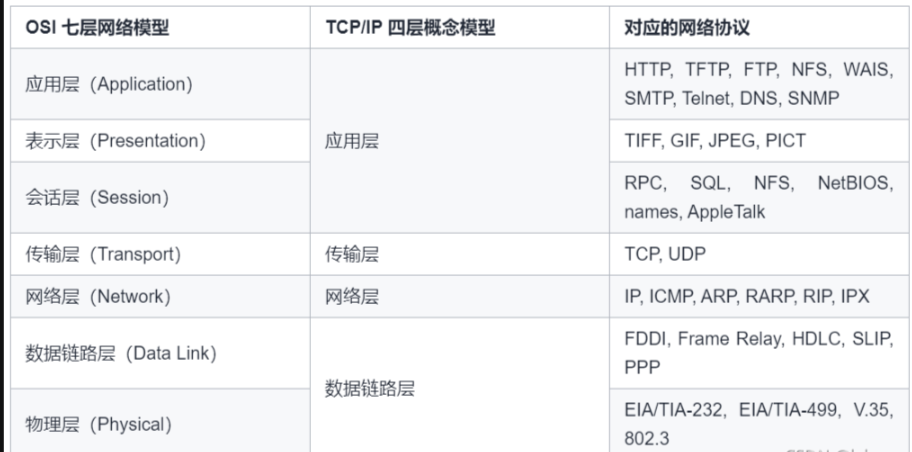 OSI 七层网络模型 TCP/IP 四层概念模型 对应的网络协议
应用层（Application） 应用层 HTTP, TFTP, FTP, NFS, WAIS,
SMTP, Telnet, DNS, SNMP
表示层（Presentation） TIFF, GIF, JPEG, PICT
会话层（Session） RPC, SQL, NFS, NetBIOS,
names, AppleTalk
传输层（Transport） 传输层 TCP, UDP
网络层（Network） 网络层 IP, ICMP, ARP, RARP, RIP, IPX
数据链路层（Data Link） 数据链路层 FDDI, Frame Relay, HDLC, SLIP,
PPP
物理层（Physical） EIA/TIA-232, EIA/TIA-499, V.35,
802.3